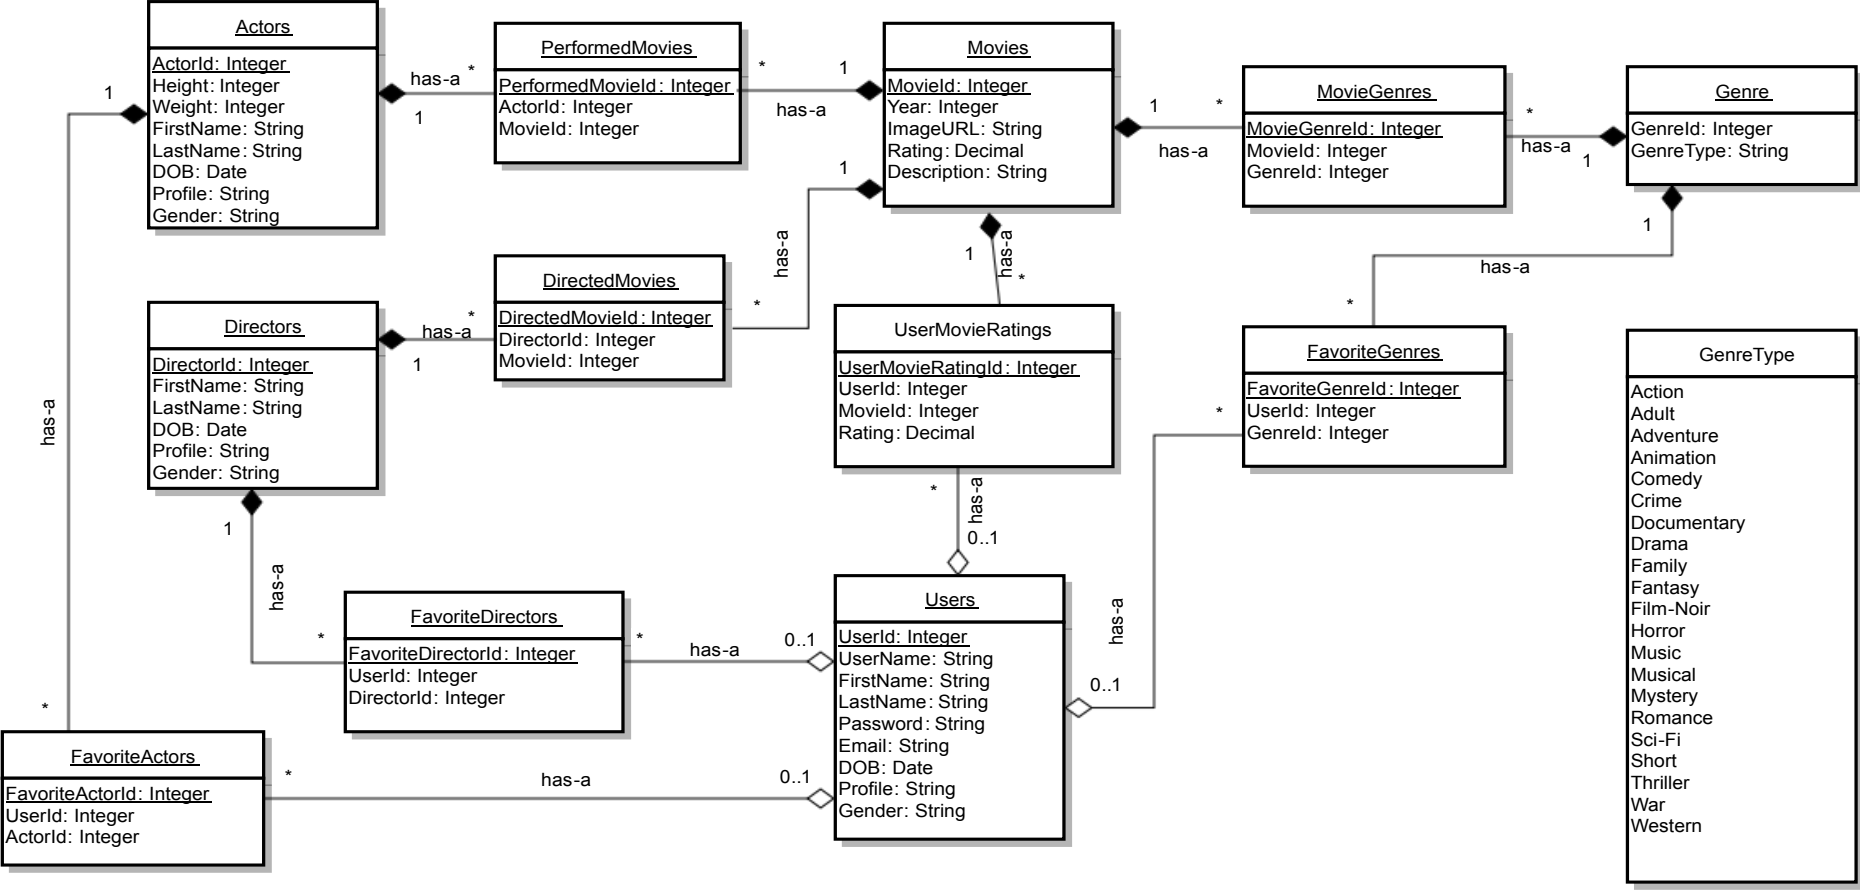 Actors
ActorId: Integer
Height: Integer
Weight: Integer
FirstName: String
LastName: String
DOB: Date
Profile: String
Gender: String
1
has-a
*
1
PerformedMovies
PerformedMovieId: Integer
ActorId: Integer
MovieId: Integer
*
1
has-a
Movies
MovieId: Integer
Year: Integer
ImageURL: String
Rating: Decimal
Description: String
1
*
has-a
MovieGenres
MovieGenreId: Integer
MovieId: Integer
GenreId: Integer
*
has-a
1
Genre
GenreId: Integer
GenreType: String
1
has-a
*
1
has-a
*
1
has-a
*
DirectedMovies
DirectedMovieId: Integer
DirectorId: Integer
MovieId: Integer
*
has-a
1
Directors
DirectorId: Integer
FirstName: String
LastName: String
DOB: Date
Profile: String
Gender: String
has-a
*
1
has-a
*
UserMovieRatings
UserMovieRatingId: Integer
UserId: Integer
MovieId: Integer
Rating: Decimal
*
has-a
0..1
FavoriteGenres
FavoriteGenreId: Integer
UserId: Integer
GenreId: Integer
*
has-a
0..1
GenreType
Action
Adult
Adventure
Animation
Comedy
Crime
Documentary
Drama
Family
Fantasy
Film-Noir
Horror
Music
Musical
Mystery
Romance
Sci-Fi
Short
Thriller
War
Western
FavoriteDirectors
FavoriteDirectorId: Integer
UserId: Integer
DirectorId: Integer
*
has-a
0..1
Users
UserId: Integer
UserName: String
FirstName: String
LastName: String
Password: String
Email: String
DOB: Date
Profile: String
Gender: String
FavoriteActors
FavoriteActorId: Integer
UserId: Integer
ActorId: Integer
*
has-a
0..1